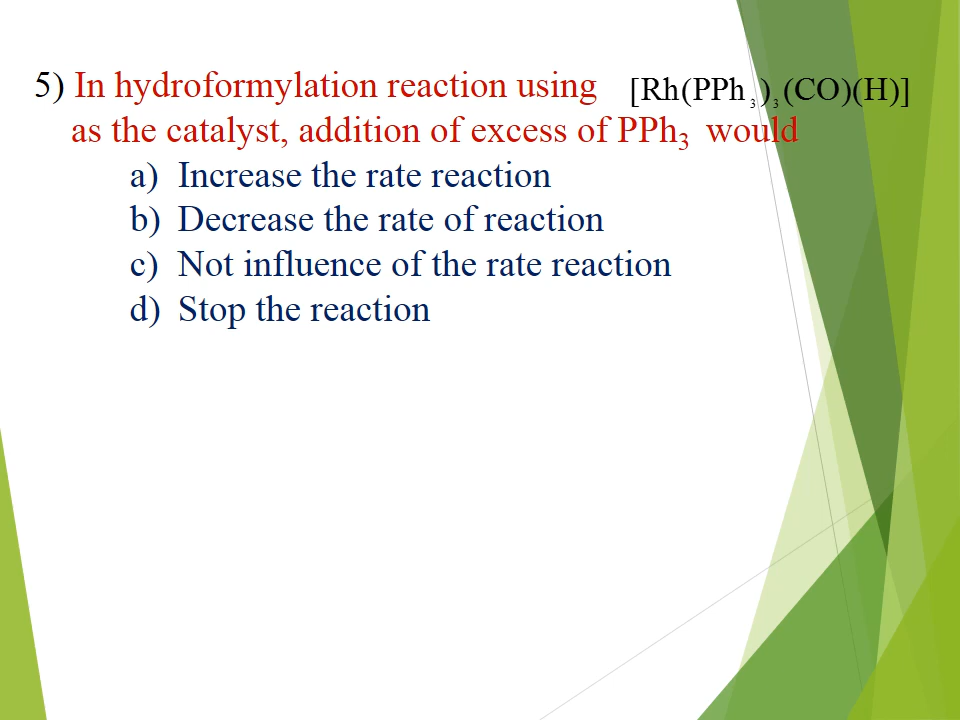 5) In hydroformylation reaction using [Rh(PPh₃)₃(CO)(H)]
as the catalyst, addition of excess of PPh₃ would
a) Increase the rate reaction
b) Decrease the rate of reaction
c) Not influence of the rate reaction
d) Stop the reaction